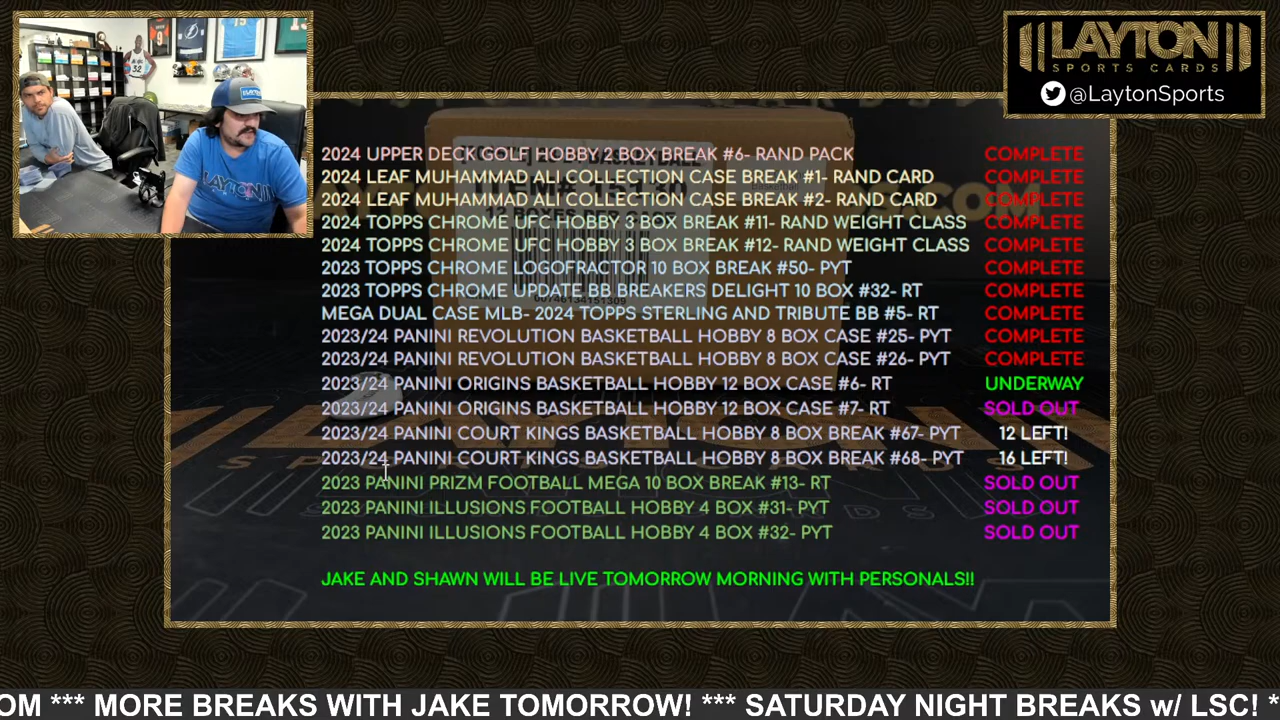 LAYTON
SPORTS CARDS
@LaytonSports
2024 UPPER DECK GOLF HOBBY 2 BOX BREAK #6- RAND PACK COMPLETE
2024 LEAF MUHAMMAD ALI COLLECTION CASE BREAK #1- RAND CARD COMPLETE
2024 LEAF MUHAMMAD ALI COLLECTION CASE BREAK #2- RAND CARD COMPLETE
2024 TOPPS CHROME UFC HOBBY 3 BOX BREAK #11- RAND WEIGHT CLASS COMPLETE
2024 TOPPS CHROME UFC HOBBY 3 BOX BREAK #12- RAND WEIGHT CLASS COMPLETE
2023 TOPPS CHROME LOGOFRACTOR 10 BOX BREAK #50- PYT COMPLETE
2023 TOPPS CHROME UPDATE BB BREAKERS DELIGHT 10 BOX #32- RT COMPLETE
MEGA DUAL CASE MLB- 2024 TOPPS STERLING AND TRIBUTE BB #5- RT COMPLETE
2023/24 PANINI REVOLUTION BASKETBALL HOBBY 8 BOX CASE #25- PYT COMPLETE
2023/24 PANINI REVOLUTION BASKETBALL HOBBY 8 BOX CASE #26- PYT COMPLETE
2023/24 PANINI ORIGINS BASKETBALL HOBBY 12 BOX CASE #6- RT UNDERWAY
2023/24 PANINI ORIGINS BASKETBALL HOBBY 12 BOX CASE #7- RT SOLD OUT
2023/24 PANINI COURT KINGS BASKETBALL HOBBY 8 BOX BREAK #67- PYT 12 LEFT!
2023/24 PANINI COURT KINGS BASKETBALL HOBBY 8 BOX BREAK #68- PYT 16 LEFT!
2023 PANINI PRIZM FOOTBALL MEGA 10 BOX BREAK #13- RT SOLD OUT
2023 PANINI ILLUSIONS FOOTBALL HOBBY 4 BOX #31- PYT SOLD OUT
2023 PANINI ILLUSIONS FOOTBALL HOBBY 4 BOX #32- PYT SOLD OUT
JAKE AND SHAWN WILL BE LIVE TOMORROW MORNING WITH PERSONALS!!
OM *** MORE BREAKS WITH JAKE TOMORROW! *** SATURDAY NIGHT BREAKS w/ LSC! *